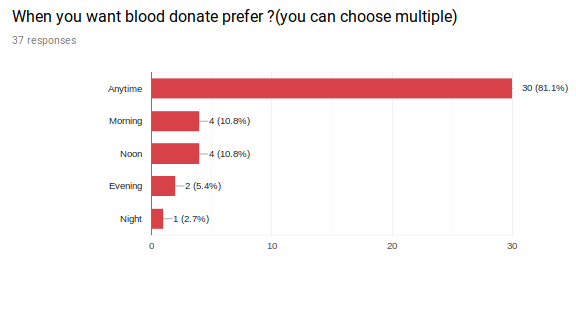 When you want blood donate prefer ?(you can choose multiple)
37 responses
Anytime 30 (81.1%)
Morning 4 (10.8%)
Noon 4 (10.8%)
Evening 2 (5.4%)
Night 1 (2.7%)
0 10 20 30